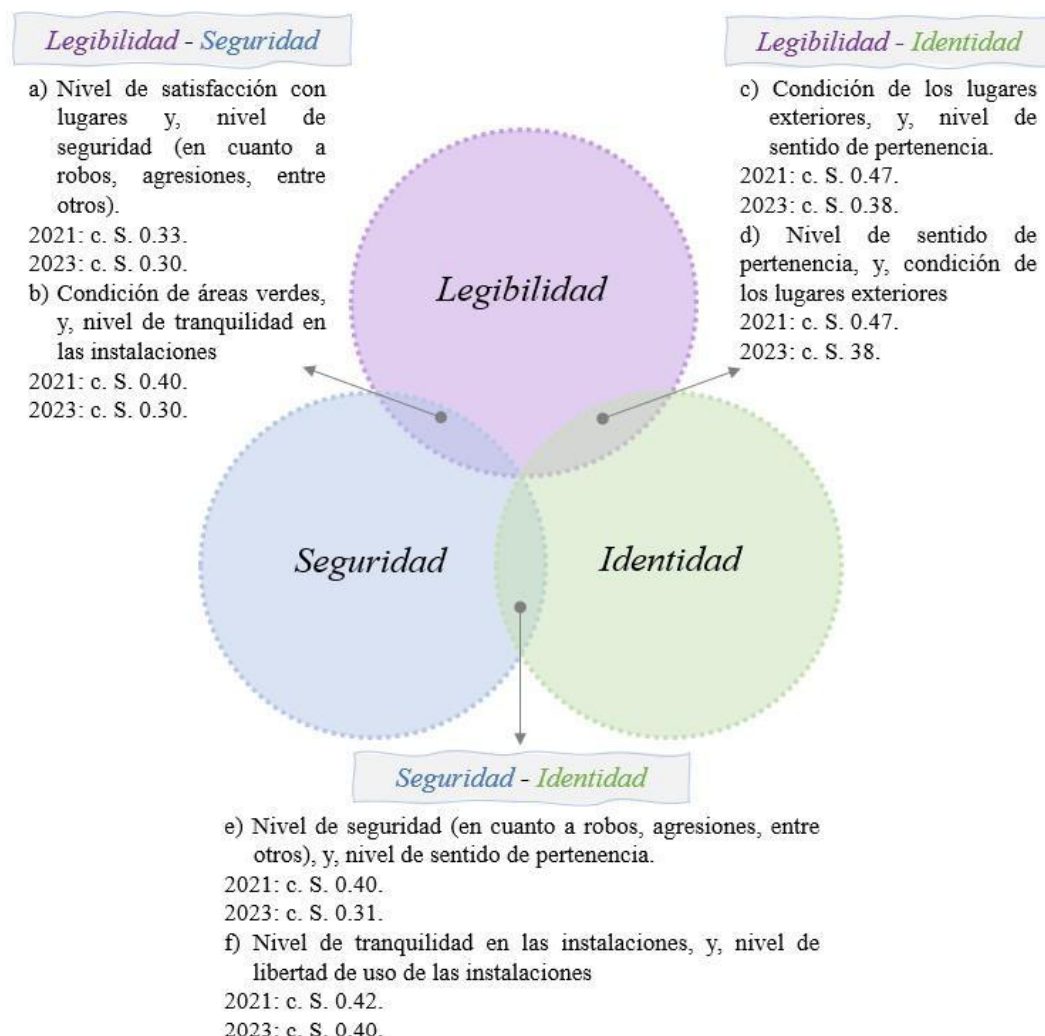 Legibilidad - Seguridad
a) Nivel de satisfacción con
lugares y, nivel de
seguridad (en cuanto a
robos, agresiones, entre
otros).
2021: c. S. 0.33.
2023: c. S. 0.30.
b) Condición de áreas verdes,
y, nivel de tranquilidad en
las instalaciones
2021: c. S. 0.40.
2023: c. S. 0.30.
Legibilidad - Identidad
c) Condición de los lugares
exteriores, y, nivel de
sentido de pertenencia.
2021: c. S. 0.47.
2023: c. S. 0.38.
d) Nivel de sentido de
pertenencia, y, condición de
los lugares exteriores
2021: c. S. 0.47.
2023: c. S. 38.
Legibilidad
Seguridad
Identidad
Seguridad - Identidad
e) Nivel de seguridad (en cuanto a robos, agresiones, entre
otros), y, nivel de sentido de pertenencia.
2021: c. S. 0.40.
2023: c. S. 0.31.
f) Nivel de tranquilidad en las instalaciones, y, nivel de
libertad de uso de las instalaciones
2021: c. S. 0.42.
2023: c. S. 0.40.